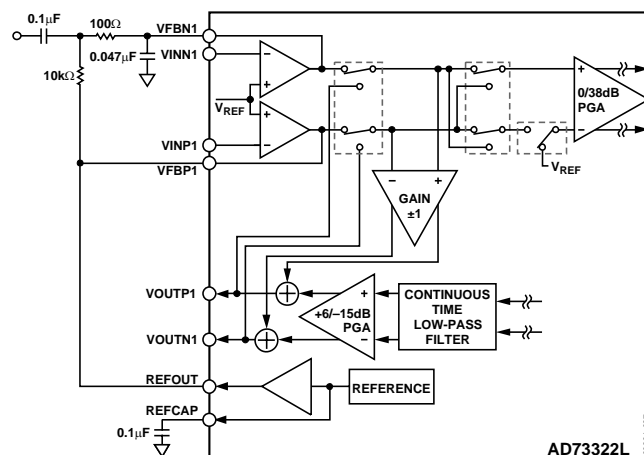 0.1µF
100Ω
VFBN1
VINN1
0.047µF
10kΩ
VREF
VINP1
VFBP1
0/38dB
PGA
VREF
GAIN
±1
VOUTP1
+6/–15dB
PGA
CONTINUOUS
TIME
LOW-PASS
FILTER
VOUTN1
REFOUT
REFERENCE
REFCAP
0.1µF
AD73322L